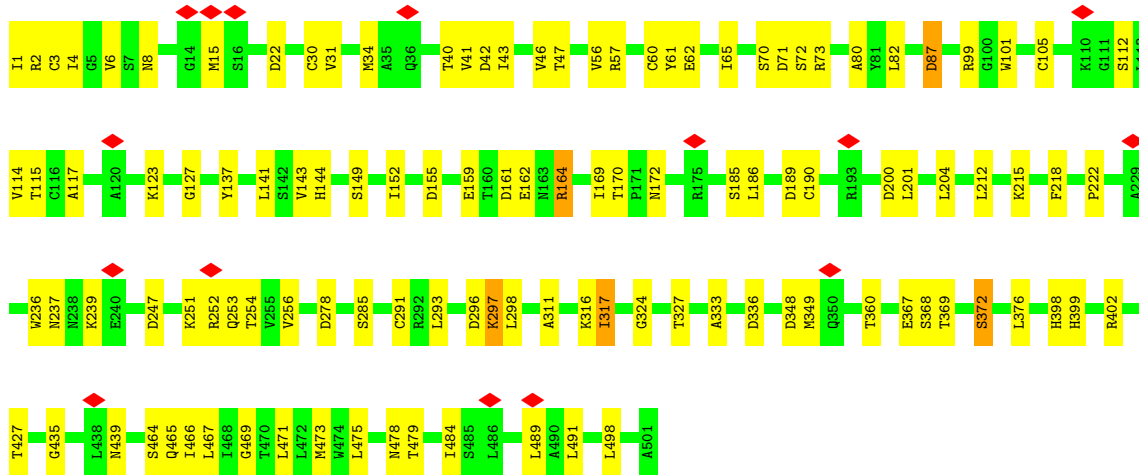 I1 R2 C3 I4 G5 V6 S7 N8 G14 M15 S16 D22 C30 V31 M34 A35 Q36 T40 V41 D42 I43 V46 T47 V56 R57 C60 Y61 E62 I65 S70 D71 S72 R73 A80 Y81 L82 D87 R99 G100 W101 C105 K110 G111 S112
V114 T115 C116 A117 A120 K123 G127 Y137 L141 S142 V143 H144 S149 I152 D155 E159 T160 D161 E162 N163 R164 I169 T170 P171 N172 R175 S185 L186 D189 C190 R193 D200 L201 L204 L212 K215 F218 P222 A229
W236 N237 N238 K239 E240 D247 K251 R252 Q253 T254 V255 V256 D278 S285 C291 R292 L293 D296 K297 L298 A311 K316 I317 G324 T327 A333 D336 D348 M349 Q350 T360 E367 S368 T369 S372 L376 H398 H399 R402
T427 G435 L438 N439 S464 Q465 I466 L467 I468 G469 T470 L471 L472 M473 W474 L475 N478 T479 I484 S485 L486 L489 A490 L491 L498 A501